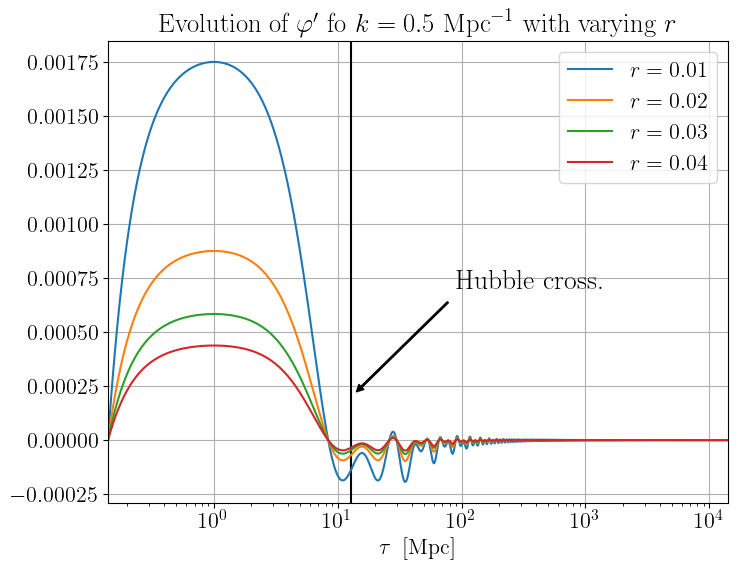 Evolution of φ′ fo k = 0.5 Mpc⁻¹ with varying r
0.00175
0.00150
0.00125
0.00100
0.00075
0.00050
0.00025
0.00000
−0.00025
r = 0.01
r = 0.02
r = 0.03
r = 0.04
Hubble cross.
10⁰ 10¹ 10² 10³ 10⁴
τ [Mpc]